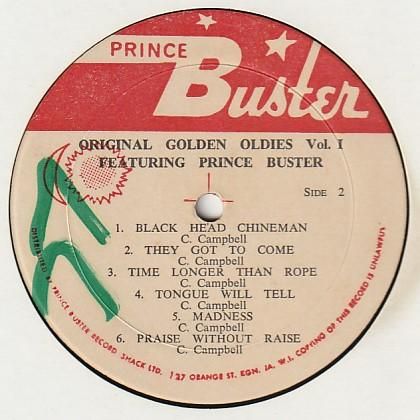 PRINCE
Buster
ORIGINAL GOLDEN OLDIES Vol. I
FEATURING PRINCE BUSTER
SIDE 2
1. BLACK HEAD CHINEMAN
C. Campbell
2. THEY GOT TO COME
C. Campbell
3. TIME LONGER THAN ROPE
C. Campbell
4. TONGUE WILL TELL
C. Campbell
5. MADNESS
C. Campbell
6. PRAISE WITHOUT RAISE
C. Campbell
DISTRIBUTED BY PRINCE BUSTER RECORD SHACK LTD. 127 ORANGE ST. KGN. JA. W.I. COPYING OF THIS RECORD IS UNLAWFUL